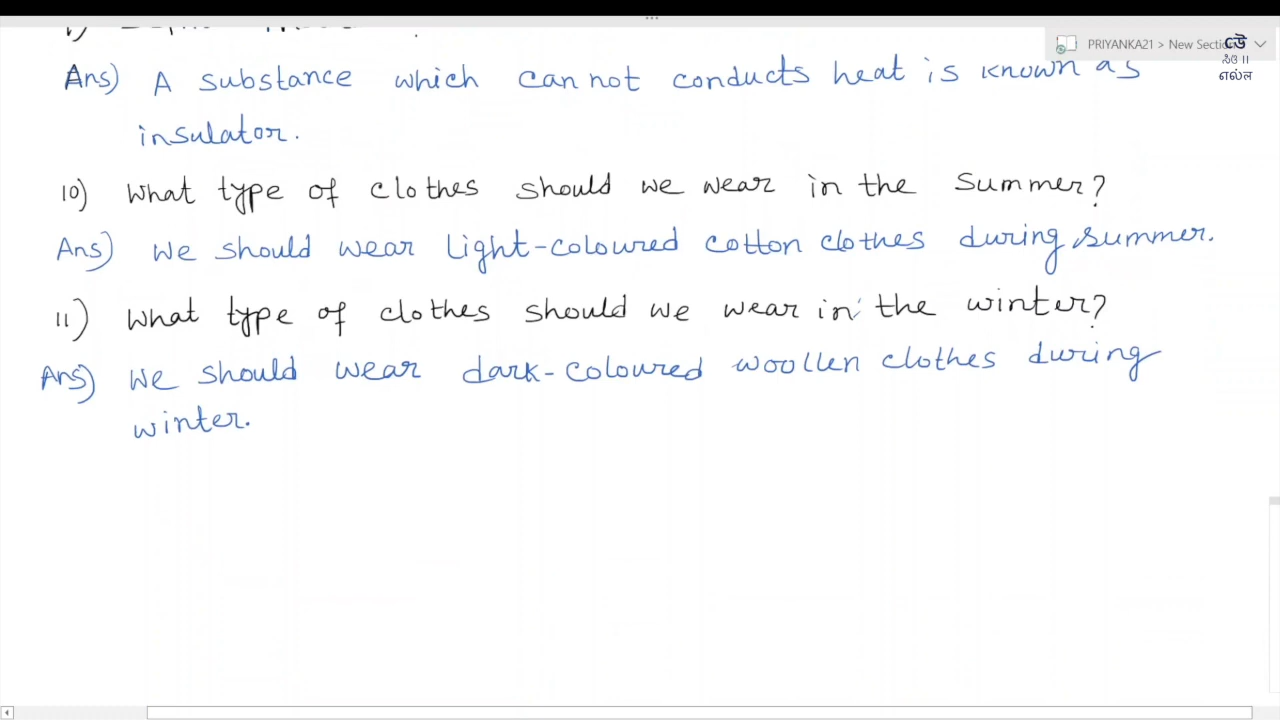 PRIYANKA21 > New Section
Ans) A substance which can not conducts heat is known as
insulator.
10) What type of clothes should we wear in the summer?
Ans) We should wear light-coloured cotton clothes during summer.
11) What type of clothes should we wear in the winter?
Ans) We should wear dark-coloured woollen clothes during
winter.